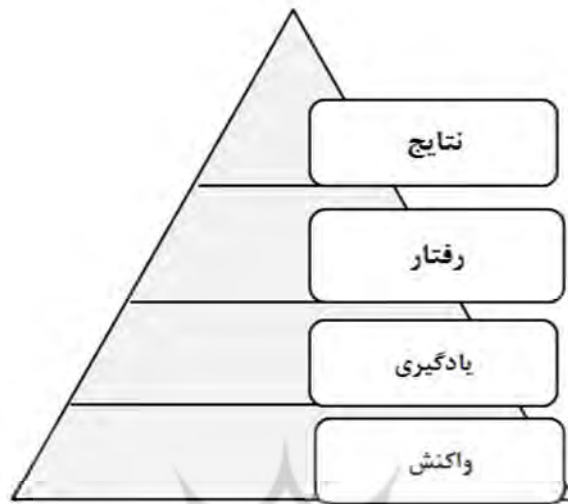 نتایج
رفتار
یادگیری
واکنش